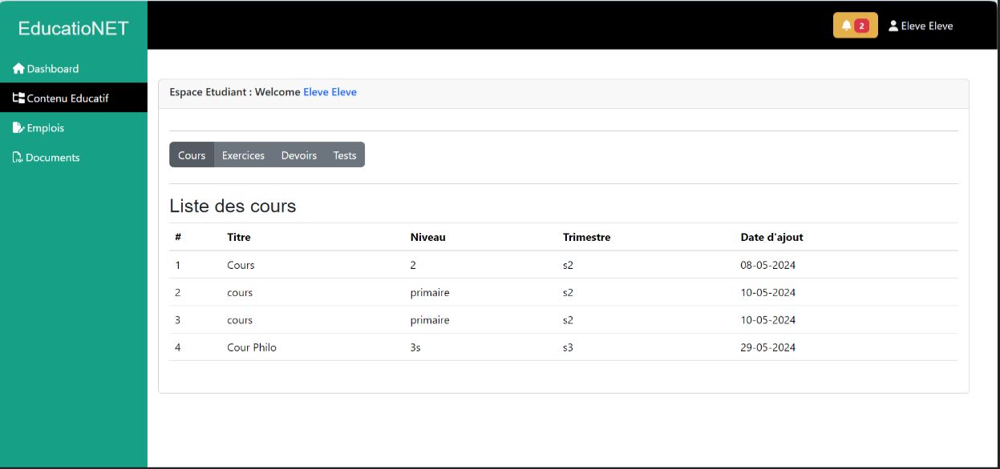 EducatioNET
2
Eleve Eleve
Dashboard
Contenu Educatif
Emplois
Documents
Espace Etudiant : Welcome Eleve Eleve
Cours Exercices Devoirs Tests
Liste des cours
# Titre Niveau Trimestre Date d'ajout
1 Cours 2 s2 08-05-2024
2 cours primaire s2 10-05-2024
3 cours primaire s2 10-05-2024
4 Cour Philo 3s s3 29-05-2024